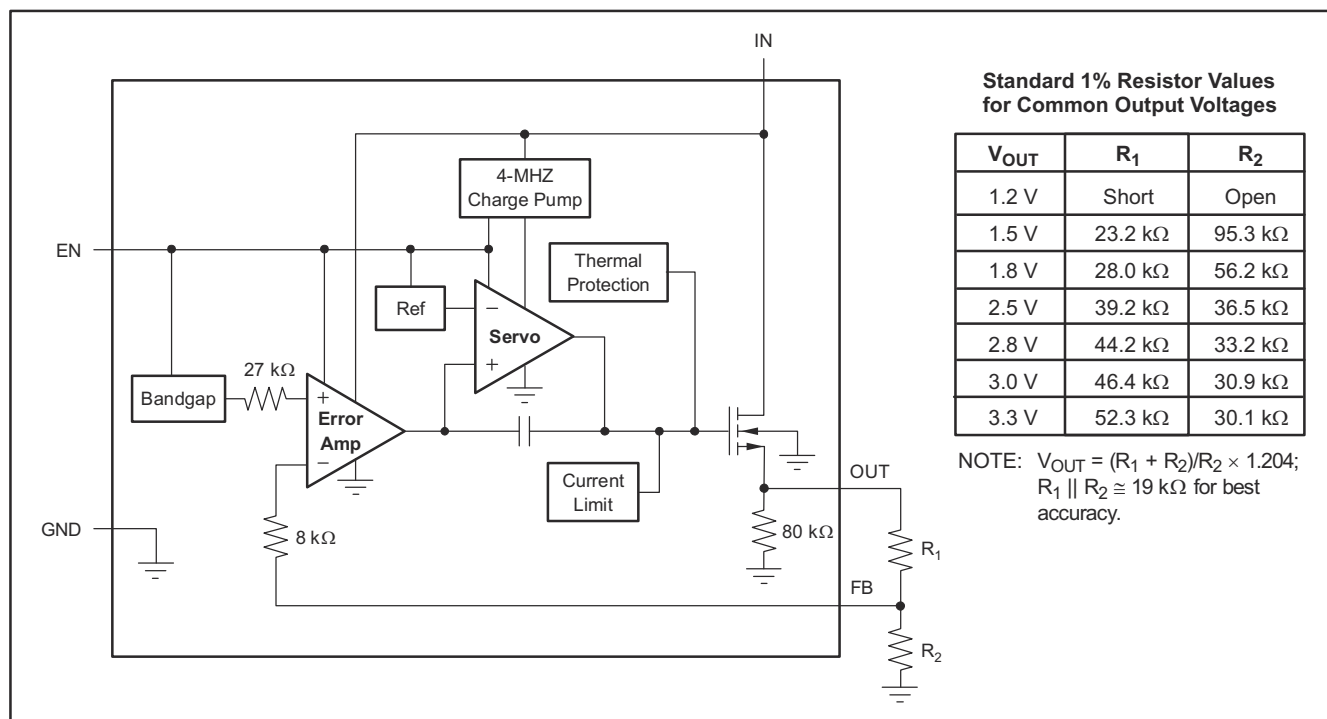 IN
4-MHZ
Charge Pump
EN
Thermal
Protection
Ref
−
Servo
+
27 kΩ
Bandgap
+
Error
Amp
−
Current
Limit
OUT
GND
8 kΩ
80 kΩ
R1
FB
R2
Standard 1% Resistor Values
for Common Output Voltages
VOUT R1 R2
1.2 V Short Open
1.5 V 23.2 kΩ 95.3 kΩ
1.8 V 28.0 kΩ 56.2 kΩ
2.5 V 39.2 kΩ 36.5 kΩ
2.8 V 44.2 kΩ 33.2 kΩ
3.0 V 46.4 kΩ 30.9 kΩ
3.3 V 52.3 kΩ 30.1 kΩ
NOTE: VOUT = (R1 + R2)/R2 × 1.204;
R1 || R2 ≅ 19 kΩ for best
accuracy.